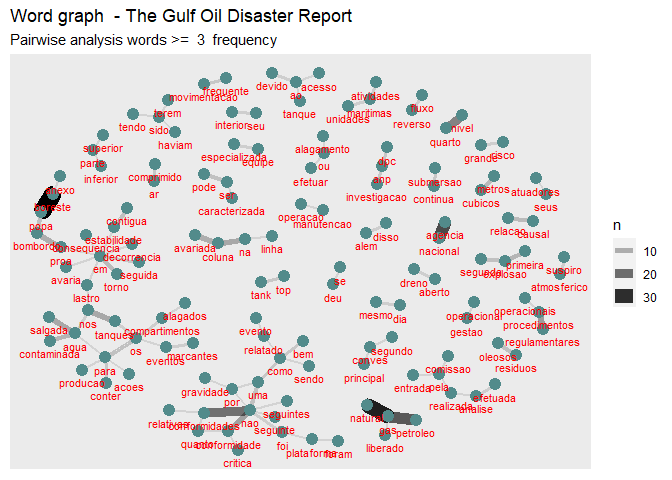 Word graph - The Gulf Oil Disaster Report
Pairwise analysis words >= 3 frequency
devido
acesso
frequente
ao
movimentacao
tanque
atividades
maritimas
unidades
fluxo
reverso
terem
tendo
sido
haviam
interior
seu
nivel
quarto
superior
parte
inferior
especializada
equipe
alagamento
ou
efetuar
dpc
anp
investigacao
grande
risco
comprimido
ar
pode
ser
caracterizada
submersao
continua
metros
cubicos
atuadores
seus
nexo
popa
bombordo
contigua
operacao
manutencao
disso
alem
agencia
nacional
relacao
causal
estabilidade
consequencia
decorrencia
proa
em
seguida
avaria
torno
lastro
avariada
coluna
na
linha
primeira
segunda
explosao
suspiro
atmosferico
se
deu
tank
top
dreno
aberto
nos
alagados
salgada
tanques
compartimentos
agua
os
contaminada
eventos
marcantes
para
producao
acoes
conter
evento
relatado
bem
como
sendo
mesmo
dia
segundo
conves
principal
operacionar
gestao
operacionais
procedimentos
regulamentares
oleosos
residuos
comissao
entrada
pela
realizada
efetuada
analise
gravidade
uma
por
relativas
conformidades
nao
seguintes
seguinte
quanto
conformidade
foi
critica
plataforma
foram
natural
gas
petroleo
liberado
n
10
20
30